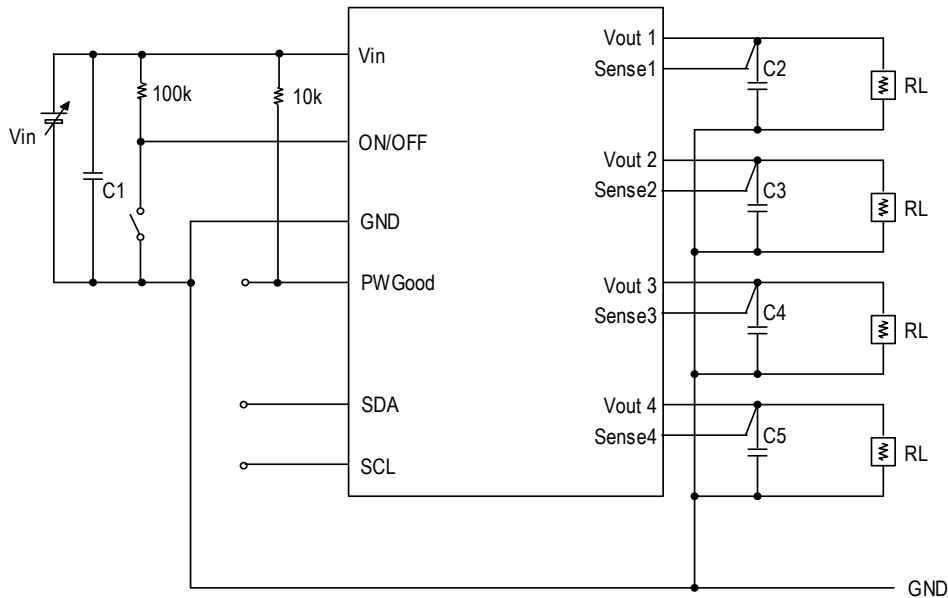 Vin
C1
100k
10k
Vin
ON/OFF
GND
PWGood
SDA
SCL
Vout 1
Sense1
C2
RL
Vout 2
Sense2
C3
RL
Vout 3
Sense3
C4
RL
Vout 4
Sense4
C5
RL
GND